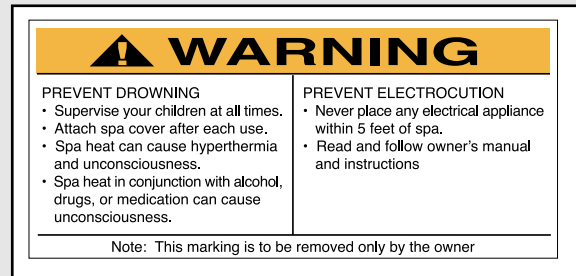 WARNING
PREVENT DROWNING
• Supervise your children at all times.
• Attach spa cover after each use.
• Spa heat can cause hyperthermia
and unconsciousness.
• Spa heat in conjunction with alcohol,
drugs, or medication can cause
unconsciousness.
PREVENT ELECTROCUTION
• Never place any electrical appliance
within 5 feet of spa.
• Read and follow owner's manual
and instructions
Note: This marking is to be removed only by the owner